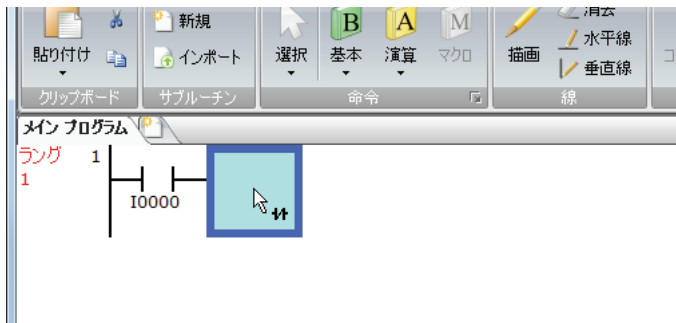 新規
消去
貼り付け
インポート
選択
B
基本
A
演算
M
マクロ
描画
水平線
垂直線
クリップボード
サブルーチン
命令
線
メイン プログラム
ラング 1
1
I0000